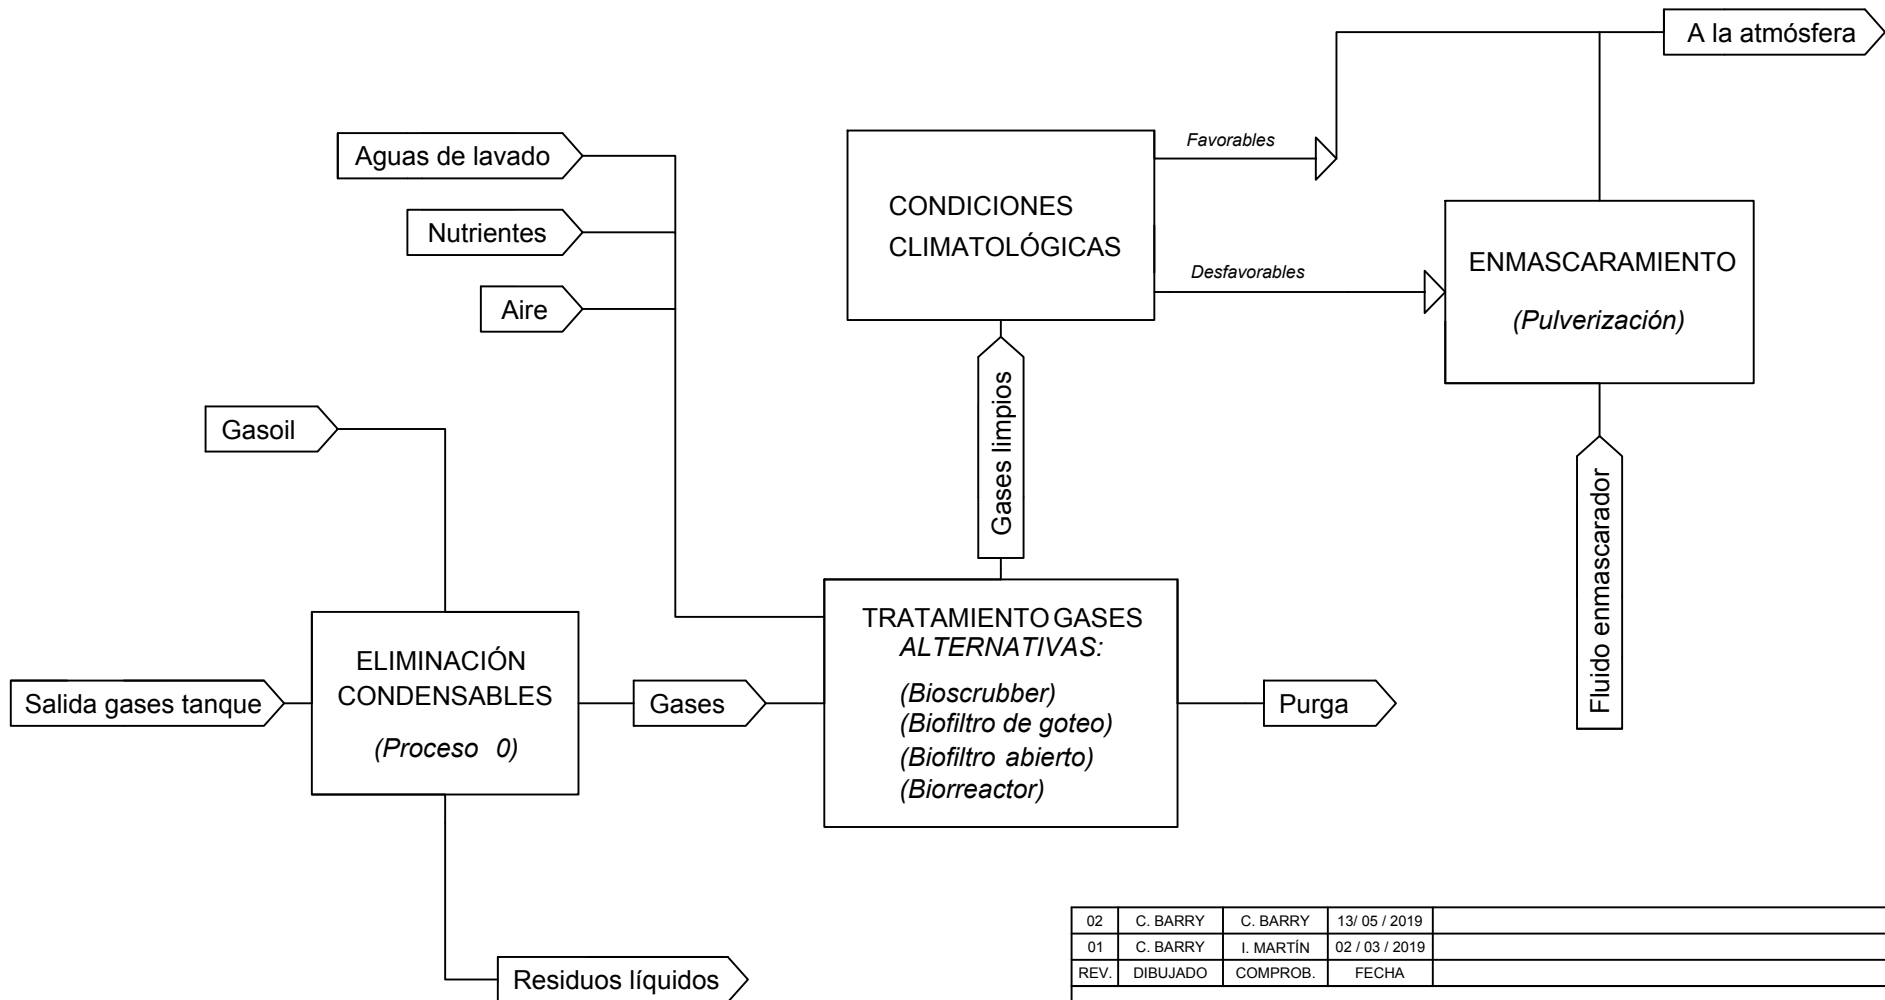 A la atmósfera
Aguas de lavado
Favorables
CONDICIONES
CLIMATOLÓGICAS
Nutrientes
ENMASCARAMIENTO
(Pulverización)
Desfavorables
Aire
Gases limpios
Gasoil
Fluido enmascarador
TRATAMIENTO GASES
ALTERNATIVAS:
(Bioscrubber)
(Biofiltro de goteo)
(Biofiltro abierto)
(Biorreactor)
ELIMINACIÓN
CONDENSABLES
(Proceso 0)
Salida gases tanque
Gases
Purga
Residuos líquidos
02 C. BARRY C. BARRY 13/ 05 / 2019
01 C. BARRY I. MARTÍN 02 / 03 / 2019
REV. DIBUJADO COMPROB. FECHA